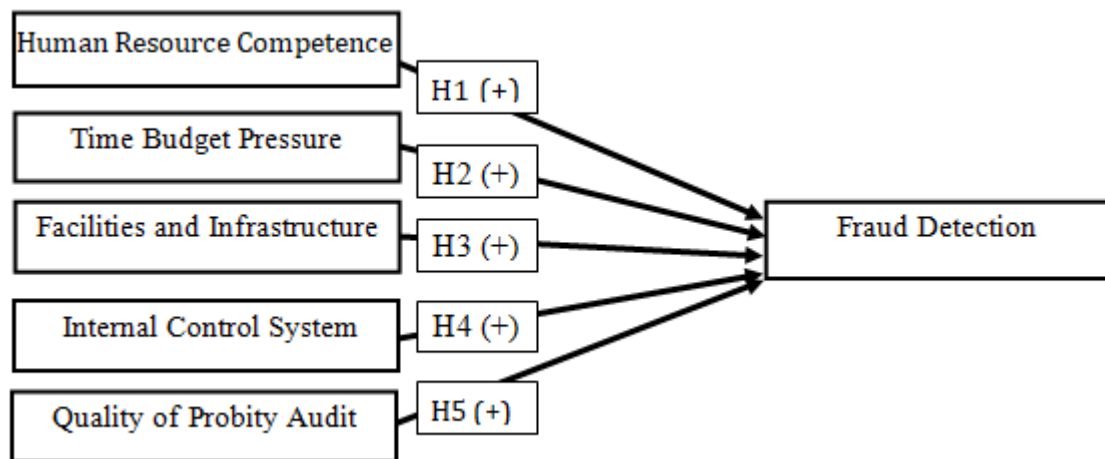 Human Resource Competence
H1 (+)
Time Budget Pressure
H2 (+)
Facilities and Infrastructure
H3 (+)
Fraud Detection
Internal Control System
H4 (+)
Quality of Probity Audit
H5 (+)